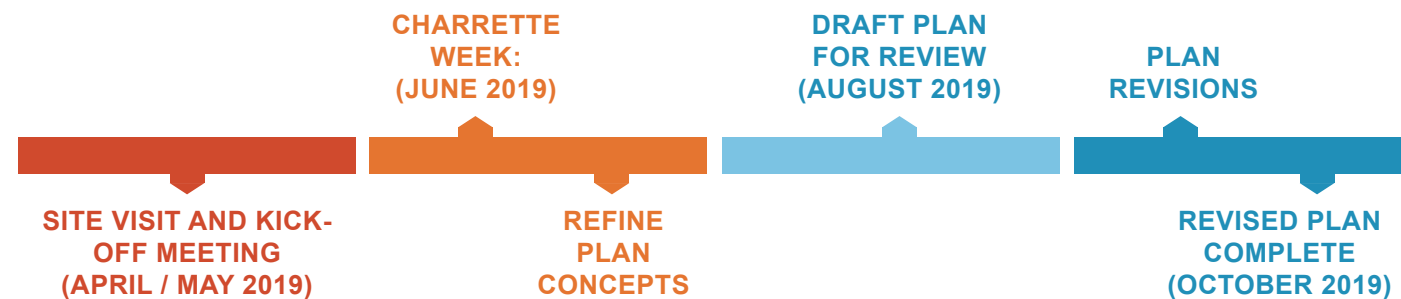 CHARRETTE
WEEK:
(JUNE 2019)
DRAFT PLAN
FOR REVIEW
(AUGUST 2019)
PLAN
REVISIONS
SITE VISIT AND KICK-
OFF MEETING
(APRIL / MAY 2019)
REFINE
PLAN
CONCEPTS
REVISED PLAN
COMPLETE
(OCTOBER 2019)